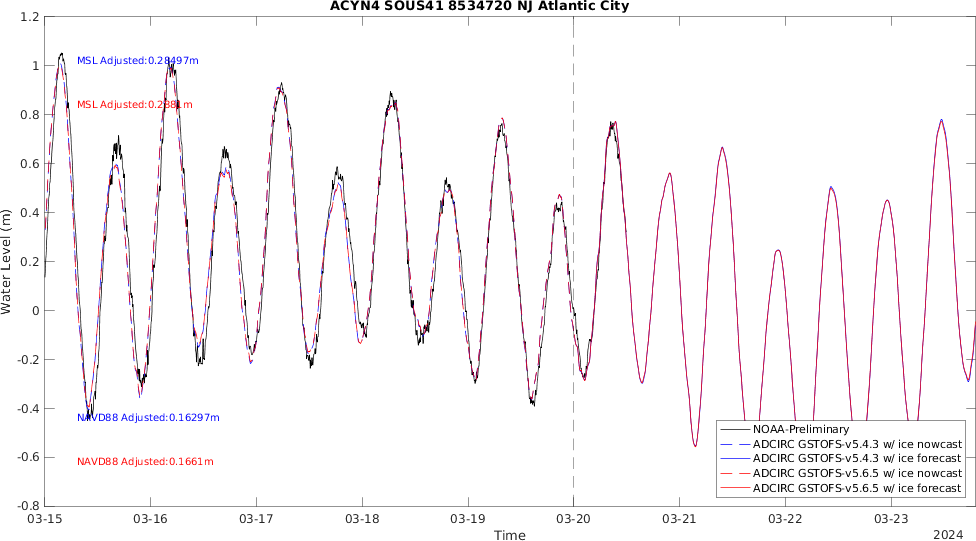 ACYN4 SOUS41 8534720 NJ Atlantic City
1.2
1
0.8
0.6
0.4
0.2
0
-0.2
-0.4
-0.6
-0.8
Water Level (m)
MSL Adjusted:0.28497m
MSL Adjusted:0.2881m
NAVD88 Adjusted:0.16297m
NAVD88 Adjusted:0.1661m
NOAA-Preliminary
ADCIRC GSTOFS-v5.4.3 w/ ice nowcast
ADCIRC GSTOFS-v5.4.3 w/ ice forecast
ADCIRC GSTOFS-v5.6.5 w/ ice nowcast
ADCIRC GSTOFS-v5.6.5 w/ ice forecast
03-15 03-16 03-17 03-18 03-19 03-20 03-21 03-22 03-23
Time
2024